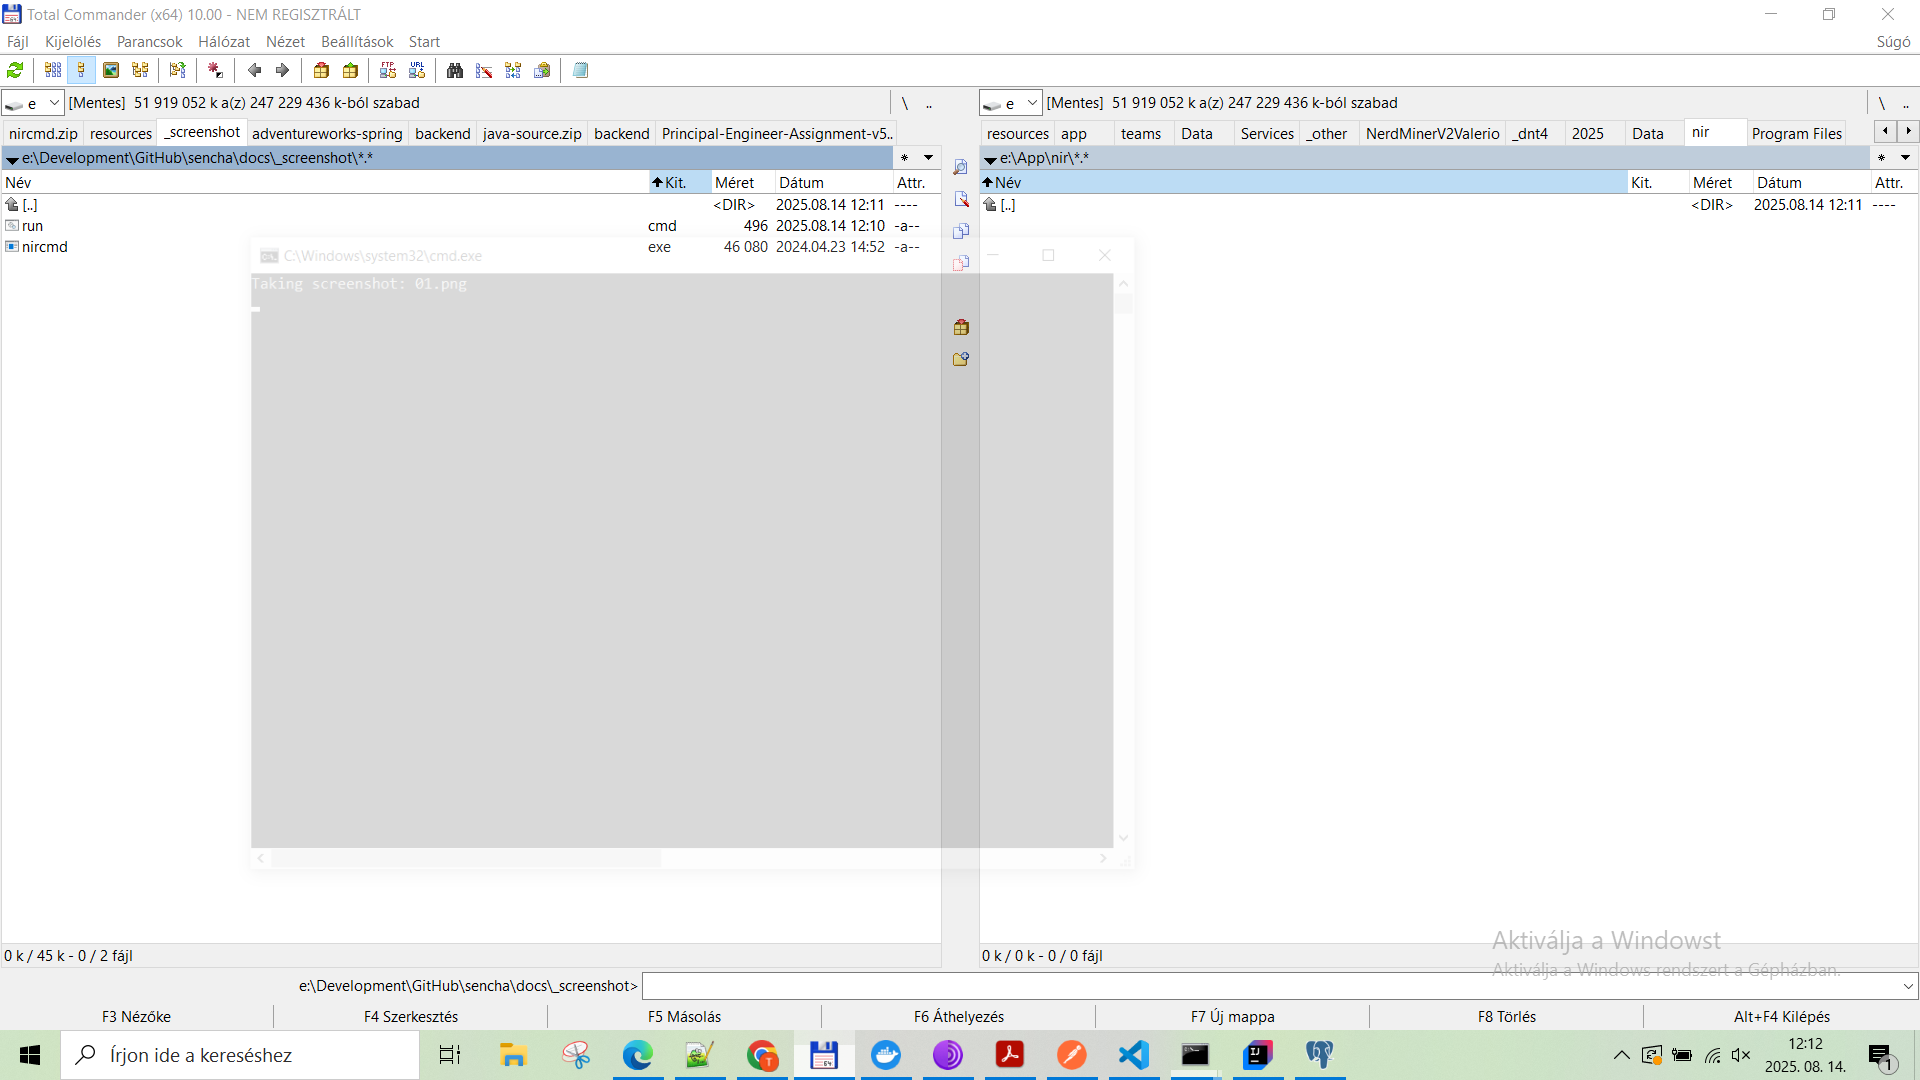 Total Commander (x64) 10.00 - NEM REGISZTRÁLT
Fájl Kijelölés Parancsok Hálózat Nézet Beállítások Start Súgó
FTP URL
e [Mentes] 51 919 052 k a(z) 247 229 436 k-ból szabad \ ..
nircmd.zip resources _screenshot adventureworks-spring backend java-source.zip backend Principal-Engineer-Assignment-v5..
e:\Development\GitHub\sencha\docs\_screenshot\*.* *
Név Kit. Méret Dátum Attr.
[..] <DIR> 2025.08.14 12:11 ----
run cmd 496 2025.08.14 12:10 -a--
nircmd exe 46 080 2024.04.23 14:52 -a--
C:\Windows\system32\cmd.exe
Taking screenshot: 01.png
0 k / 45 k - 0 / 2 fájl
e [Mentes] 51 919 052 k a(z) 247 229 436 k-ból szabad \ ..
resources app teams Data Services _other NerdMinerV2Valerio _dnt4 2025 Data nir Program Files
e:\App\nir\*.* *
Név Kit. Méret Dátum Attr.
[..] <DIR> 2025.08.14 12:11 ----
0 k / 0 k - 0 / 0 fájl
Aktiválja a Windowst
Aktiválja a Windows rendszert a Gépházban.
e:\Development\GitHub\sencha\docs\_screenshot>
F3 Nézőke F4 Szerkesztés F5 Másolás F6 Áthelyezés F7 Új mappa F8 Törlés Alt+F4 Kilépés
Írjon ide a kereséshez
12:12
2025. 08. 14.
1